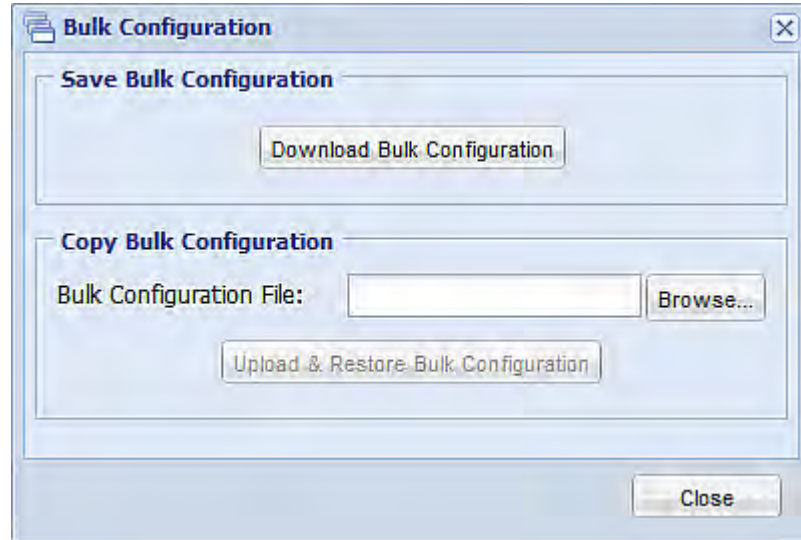 Bulk Configuration
Save Bulk Configuration
Download Bulk Configuration
Copy Bulk Configuration
Bulk Configuration File:
Browse...
Upload & Restore Bulk Configuration
Close